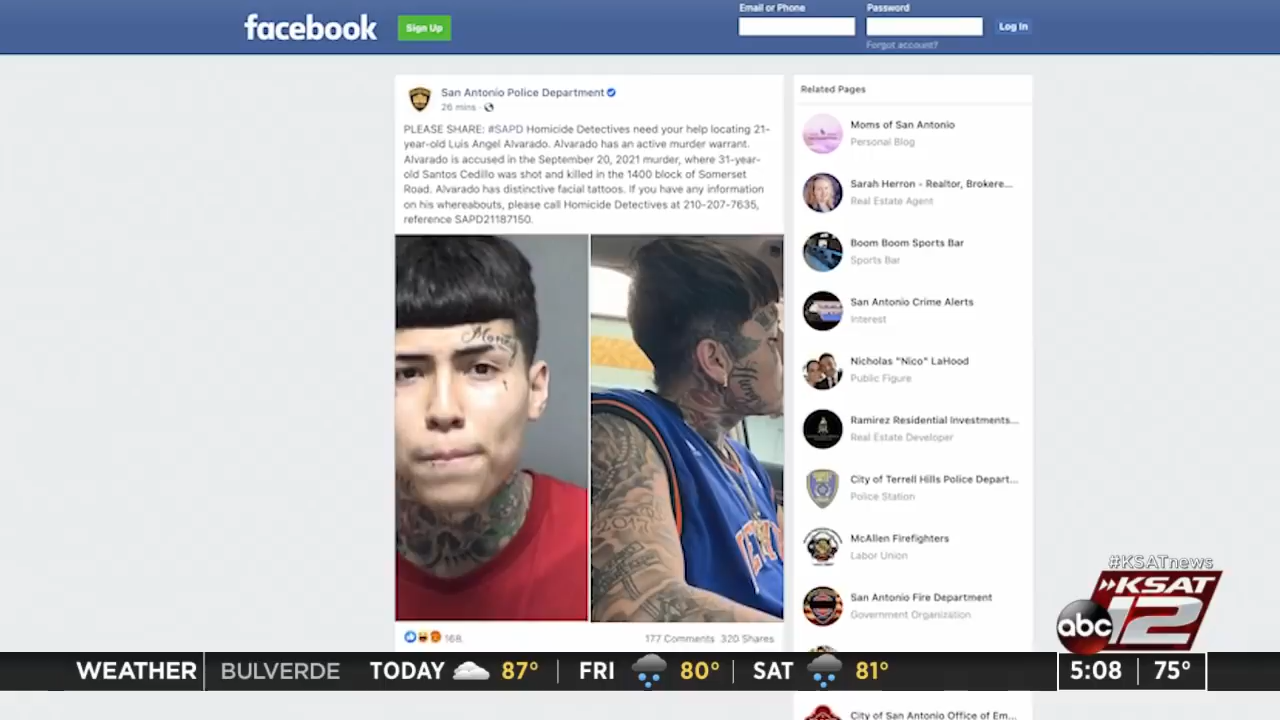 facebook
Sign Up
Email or Phone
Password
Log In
Forgot account?
San Antonio Police Department
26 mins ·
PLEASE SHARE: #SAPD Homicide Detectives need your help locating 21-
year-old Luis Angel Alvarado. Alvarado has an active murder warrant.
Alvarado is accused in the September 20, 2021 murder, where 31-year-
old Santos Cedillo was shot and killed in the 1400 block of Somerset
Road. Alvarado has distinctive facial tattoos. If you have any information
on his whereabouts, please call Homicide Detectives at 210-207-7635,
reference SAPD21187150.
Money
2017
168
177 Comments 320 Shares
Related Pages
Moms of San Antonio
Personal Blog
Sarah Herron - Realtor, Brokere...
Real Estate Agent
Boom Boom Sports Bar
Sports Bar
San Antonio Crime Alerts
Interest
Nicholas "Nico" LaHood
Public Figure
Ramirez Residential Investments...
Real Estate Developer
City of Terrell Hills Police Depart...
Police Station
McAllen Firefighters
Labor Union
San Antonio Fire Department
Government Organization
City of San Antonio Office of Em...
#KSATnews
KSAT
abc 12
WEATHER BULVERDE TODAY 87° FRI 80° SAT 81° 5:08 75°